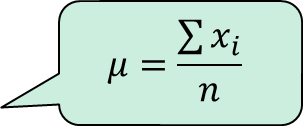 μ = ∑ xᵢ / n